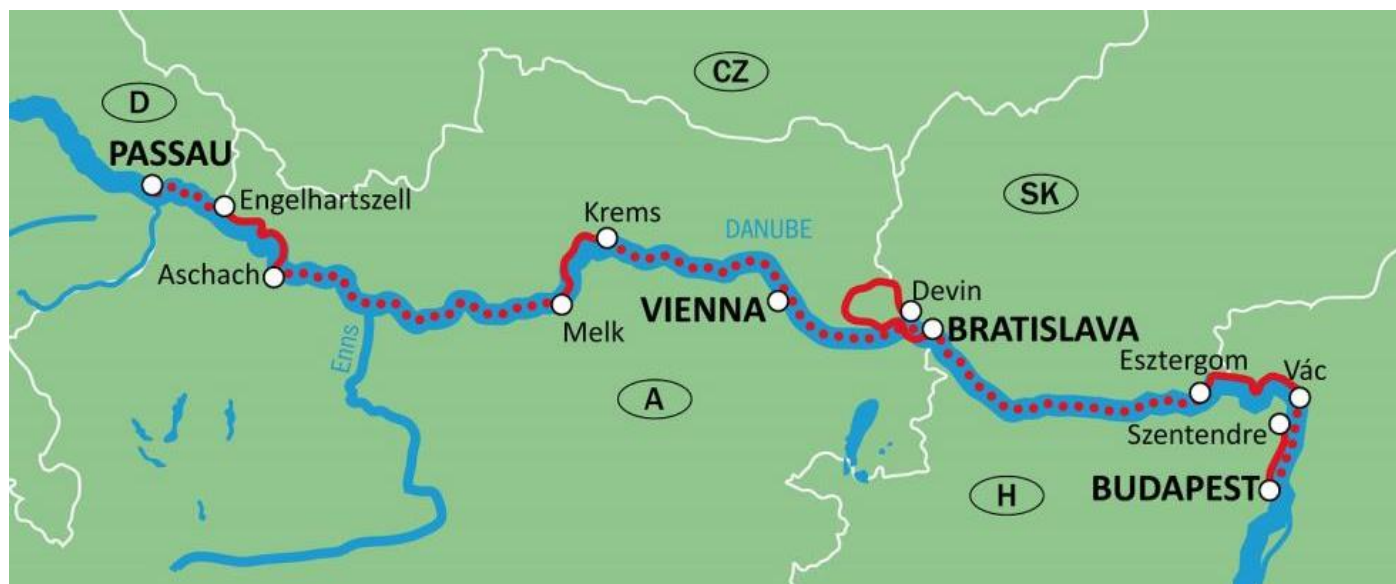 CZ
D
PASSAU
Engelhartszell
SK
Krems
DANUBE
Aschach
Devin
VIENNA
BRATISLAVA
Melk
Enns
Esztergom
Vác
A
Szentendre
H
BUDAPEST